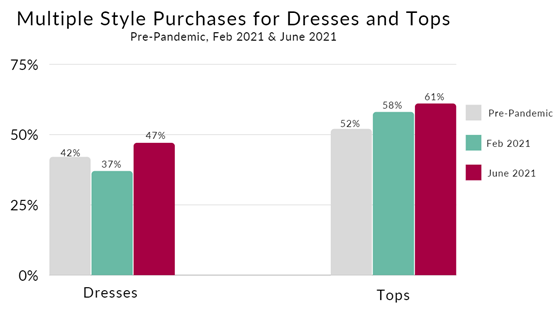 Multiple Style Purchases for Dresses and Tops
Pre-Pandemic, Feb 2021 & June 2021
75%
50%
25%
0%
42%
37%
47%
52%
58%
61%
Dresses
Tops
Pre-Pandemic
Feb 2021
June 2021